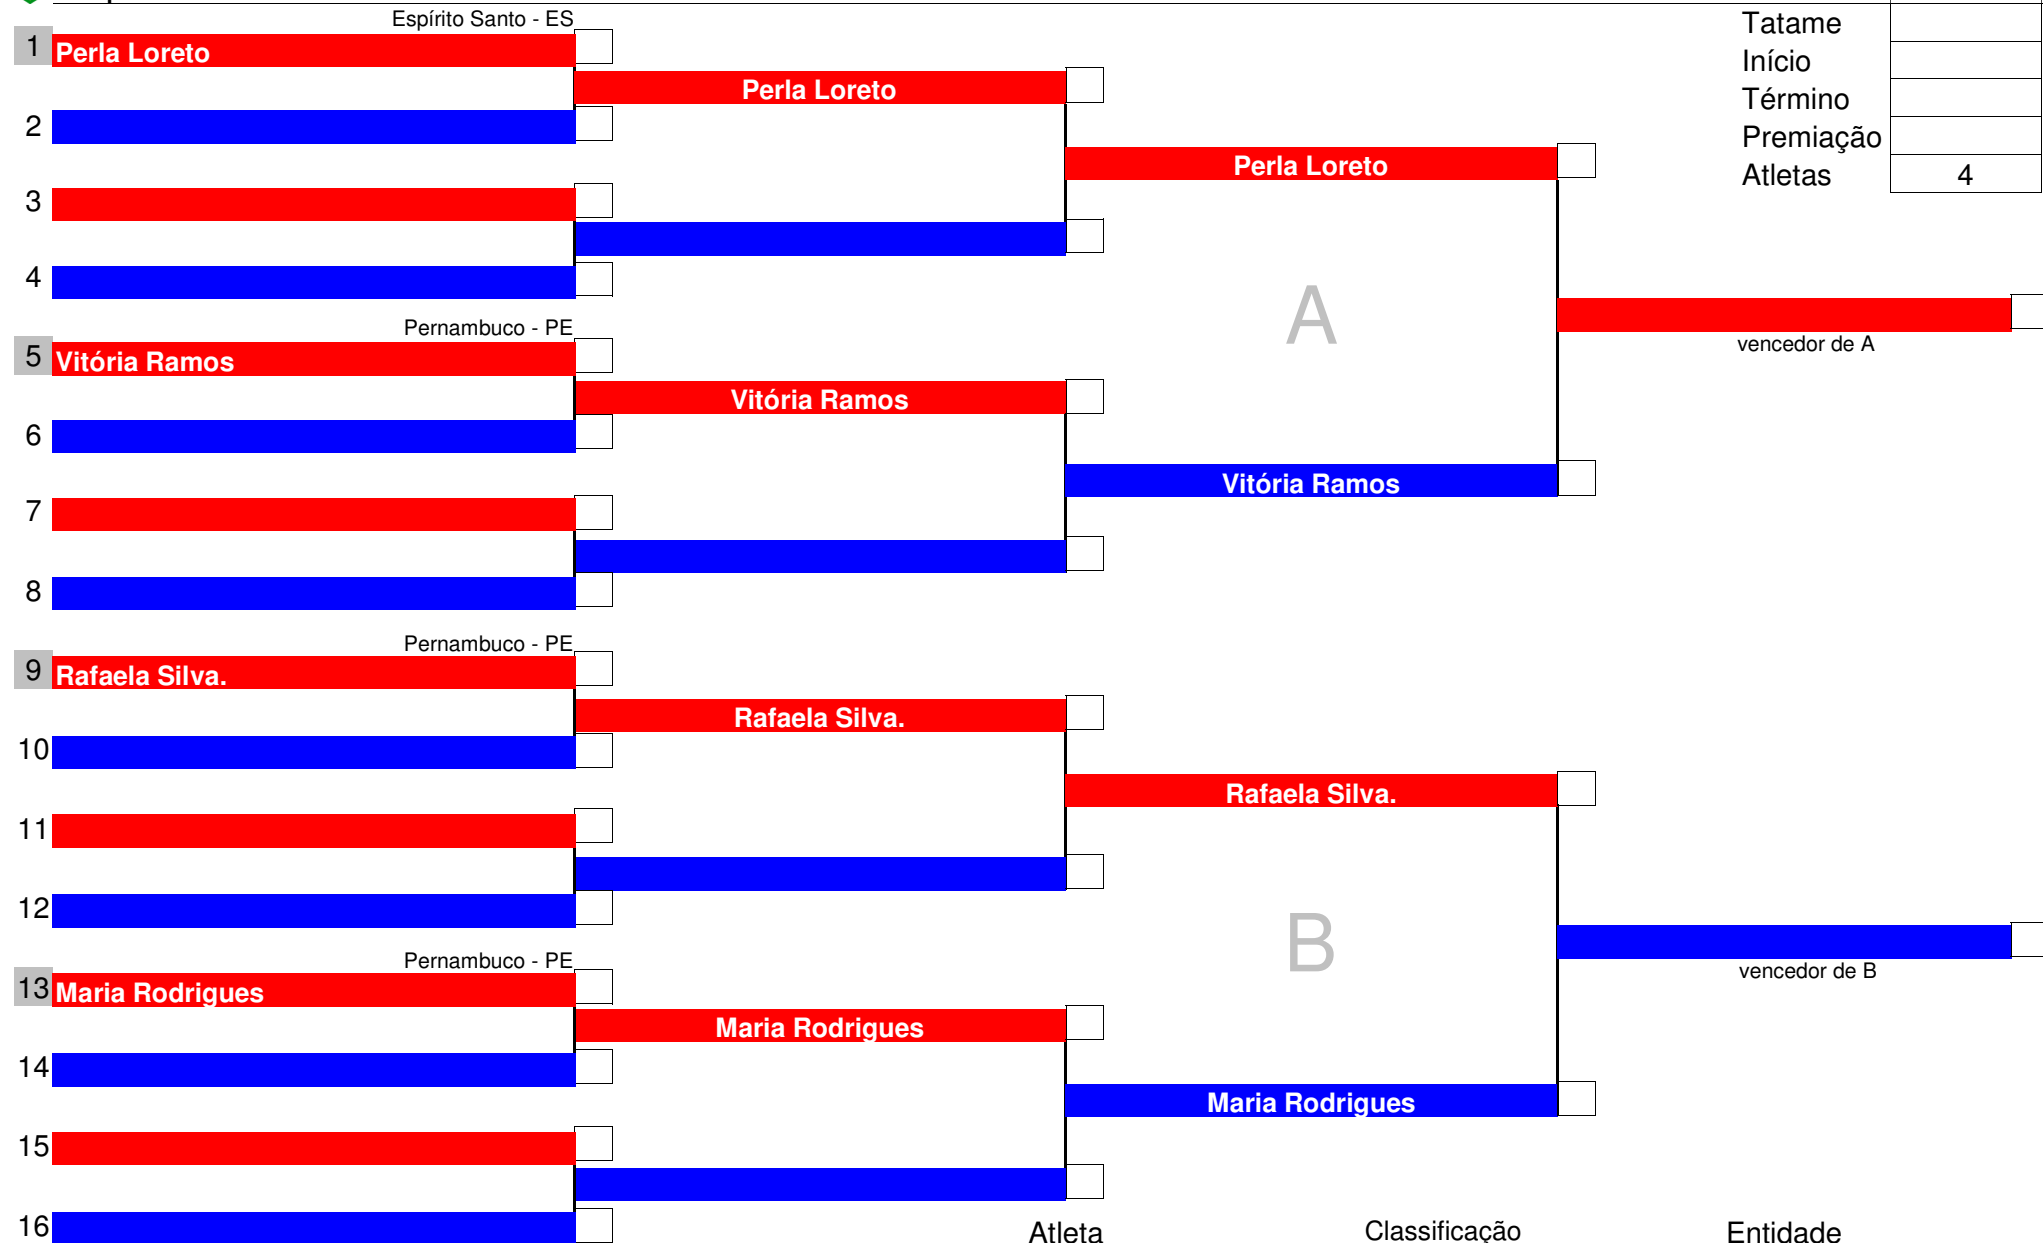 Espírito Santo - ES
1 Perla Loreto
Perla Loreto
2
Perla Loreto
3
4
Tatame
Início
Término
Premiação
Atletas 4
A
vencedor de A
Pernambuco - PE
5 Vitória Ramos
Vitória Ramos
6
Vitória Ramos
7
8
Pernambuco - PE
9 Rafaela Silva.
Rafaela Silva.
10
Rafaela Silva.
11
12
B
vencedor de B
Pernambuco - PE
13 Maria Rodrigues
Maria Rodrigues
14
Maria Rodrigues
15
16
Atleta Classificação Entidade